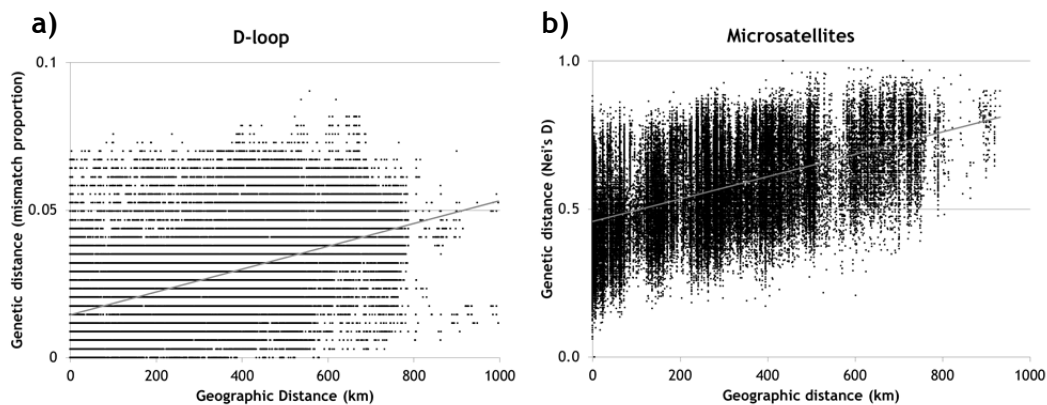 a)
D-loop
Genetic distance (mismatch proportion)
0.1
0.05
0
0 200 400 600 800 1000
Geographic Distance (km)
b)
Microsatellites
Genetic distance (Nei's D)
1.0
0.5
0.0
0 200 400 600 800 1000
Geographic distance (km)